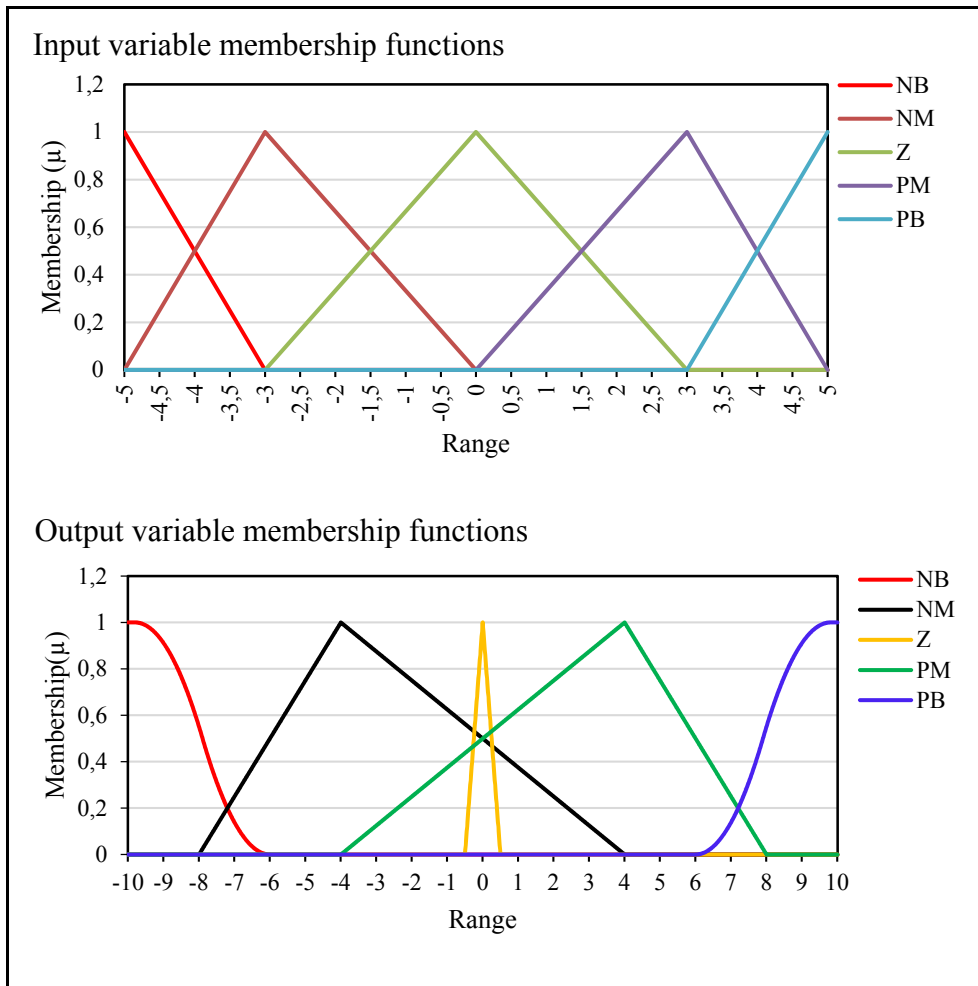 Input variable membership functions
1,2
1
0,8
0,6
0,4
0,2
0
Membership (μ)
-5
-4,5
-4
-3,5
-3
-2,5
-2
-1,5
-1
-0,5
0
0,5
1
1,5
2
2,5
3
3,5
4
4,5
5
Range
NB
NM
Z
PM
PB
Output variable membership functions
1,2
1
0,8
0,6
0,4
0,2
0
Membership(μ)
-10 -9 -8 -7 -6 -5 -4 -3 -2 -1 0 1 2 3 4 5 6 7 8 9 10
Range
NB
NM
Z
PM
PB